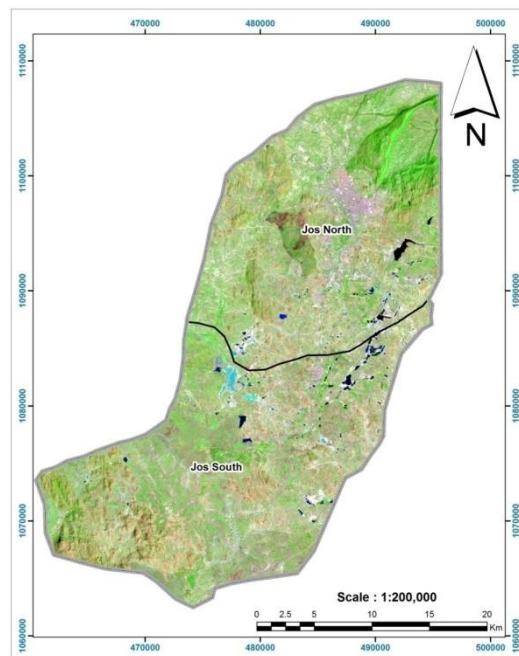 470000 480000 490000 500000
1110000 1110000
1100000 1100000
N
Jos North
1090000 1090000
1080000 1080000
Jos South
1070000 1070000
Scale : 1:200,000
0 2.5 5 10 15 20
Km
1060000 1060000
470000 480000 490000 500000